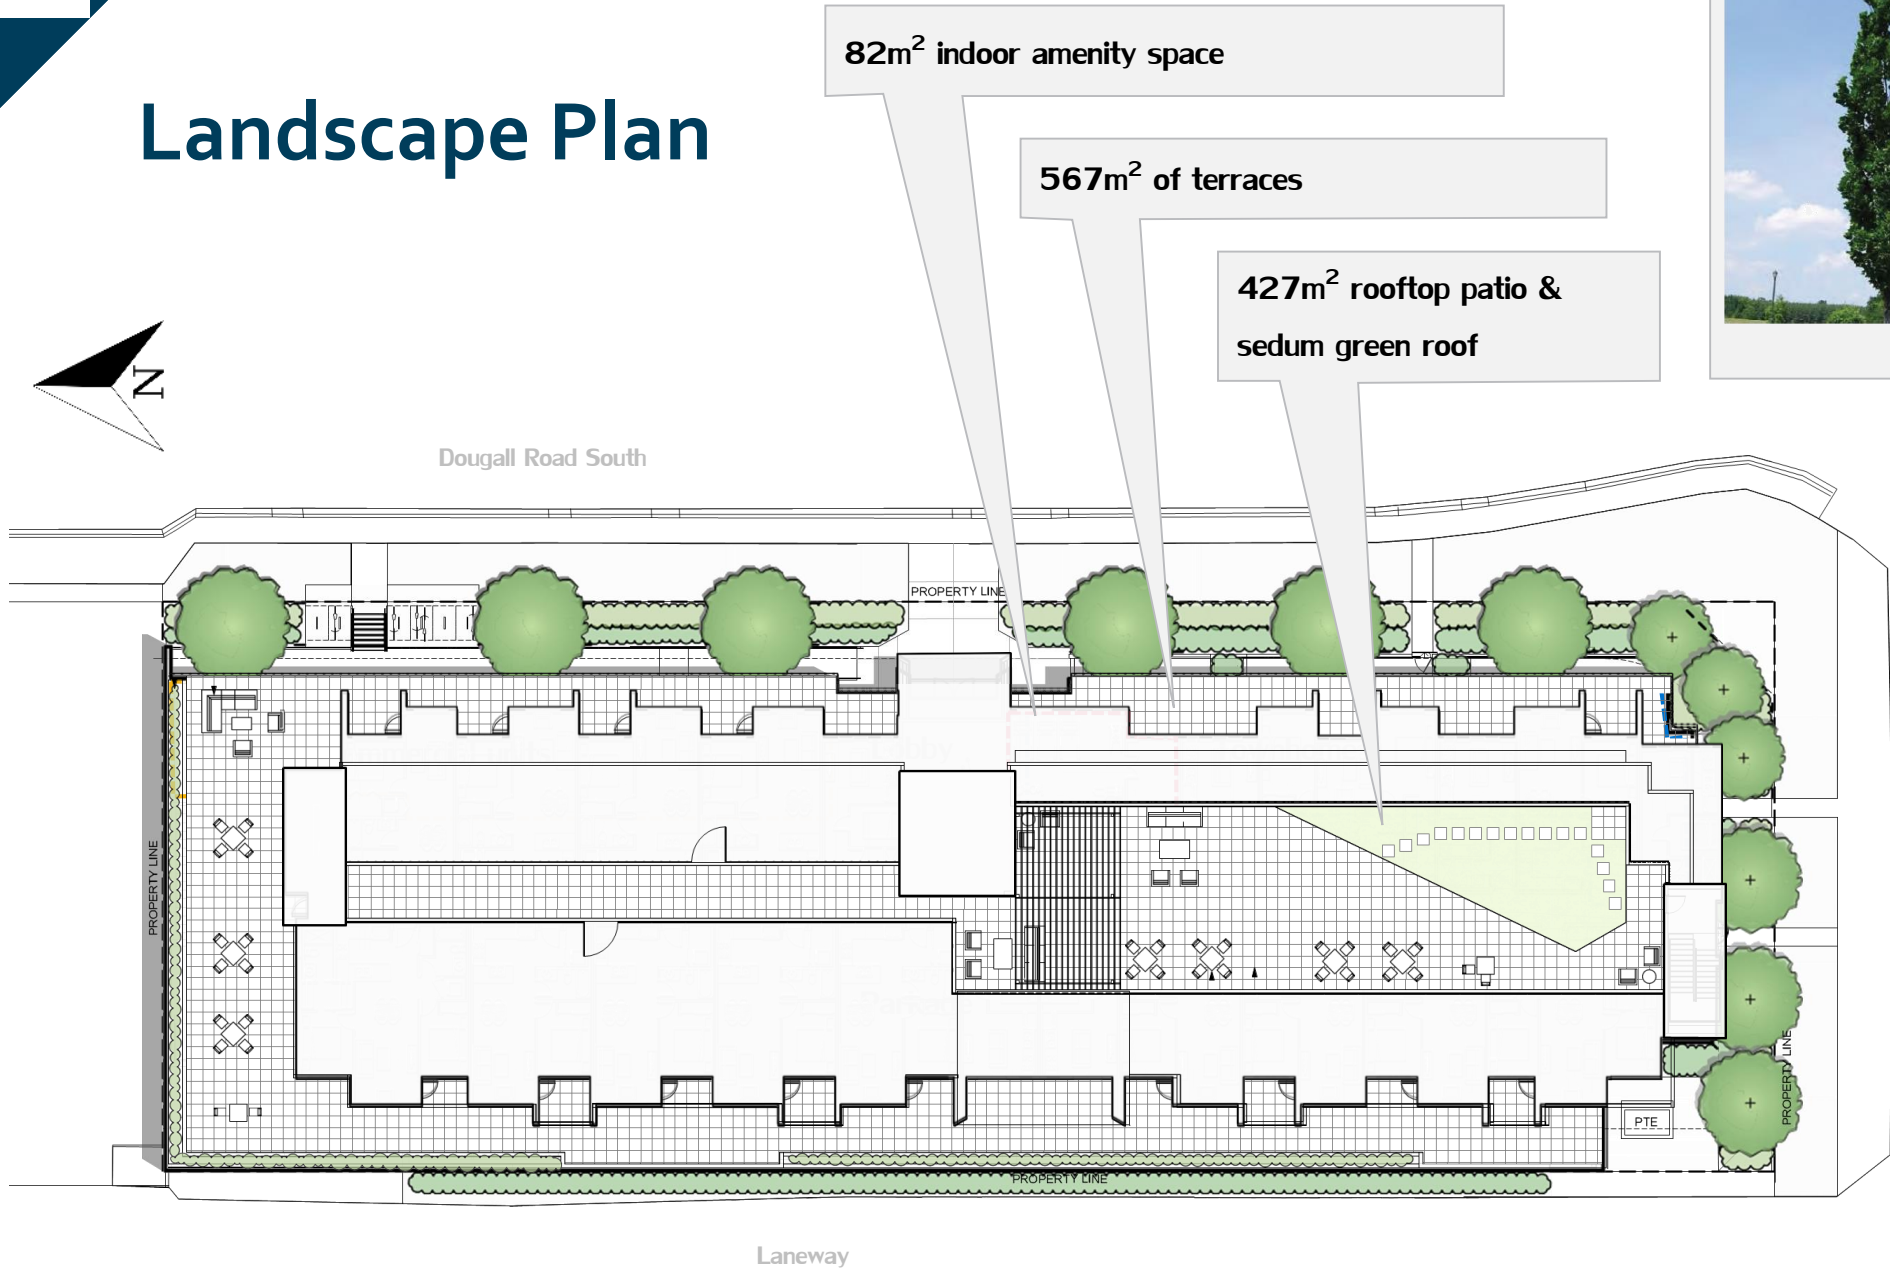 Landscape Plan
82m² indoor amenity space
567m² of terraces
427m² rooftop patio &
sedum green roof
N
Dougall Road South
PROPERTY LINE
Lobby
PROPERTY LINE
PTE
PROPERTY LINE
PROPERTY LINE
Laneway